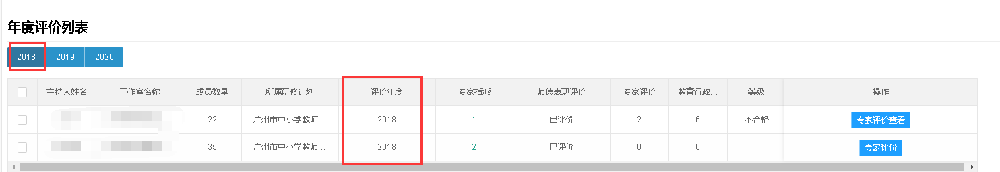 年度评价列表
2018 2019 2020
主持人姓名 工作室名称 成员数量 所属研修计划 评价年度 专家指派 师德表现评价 专家评价 教育行政... 等级 操作
22 广州市中小学教师... 2018 1 已评价 2 6 不合格 专家评价查看
35 广州市中小学教师... 2018 2 已评价 0 0 专家评价